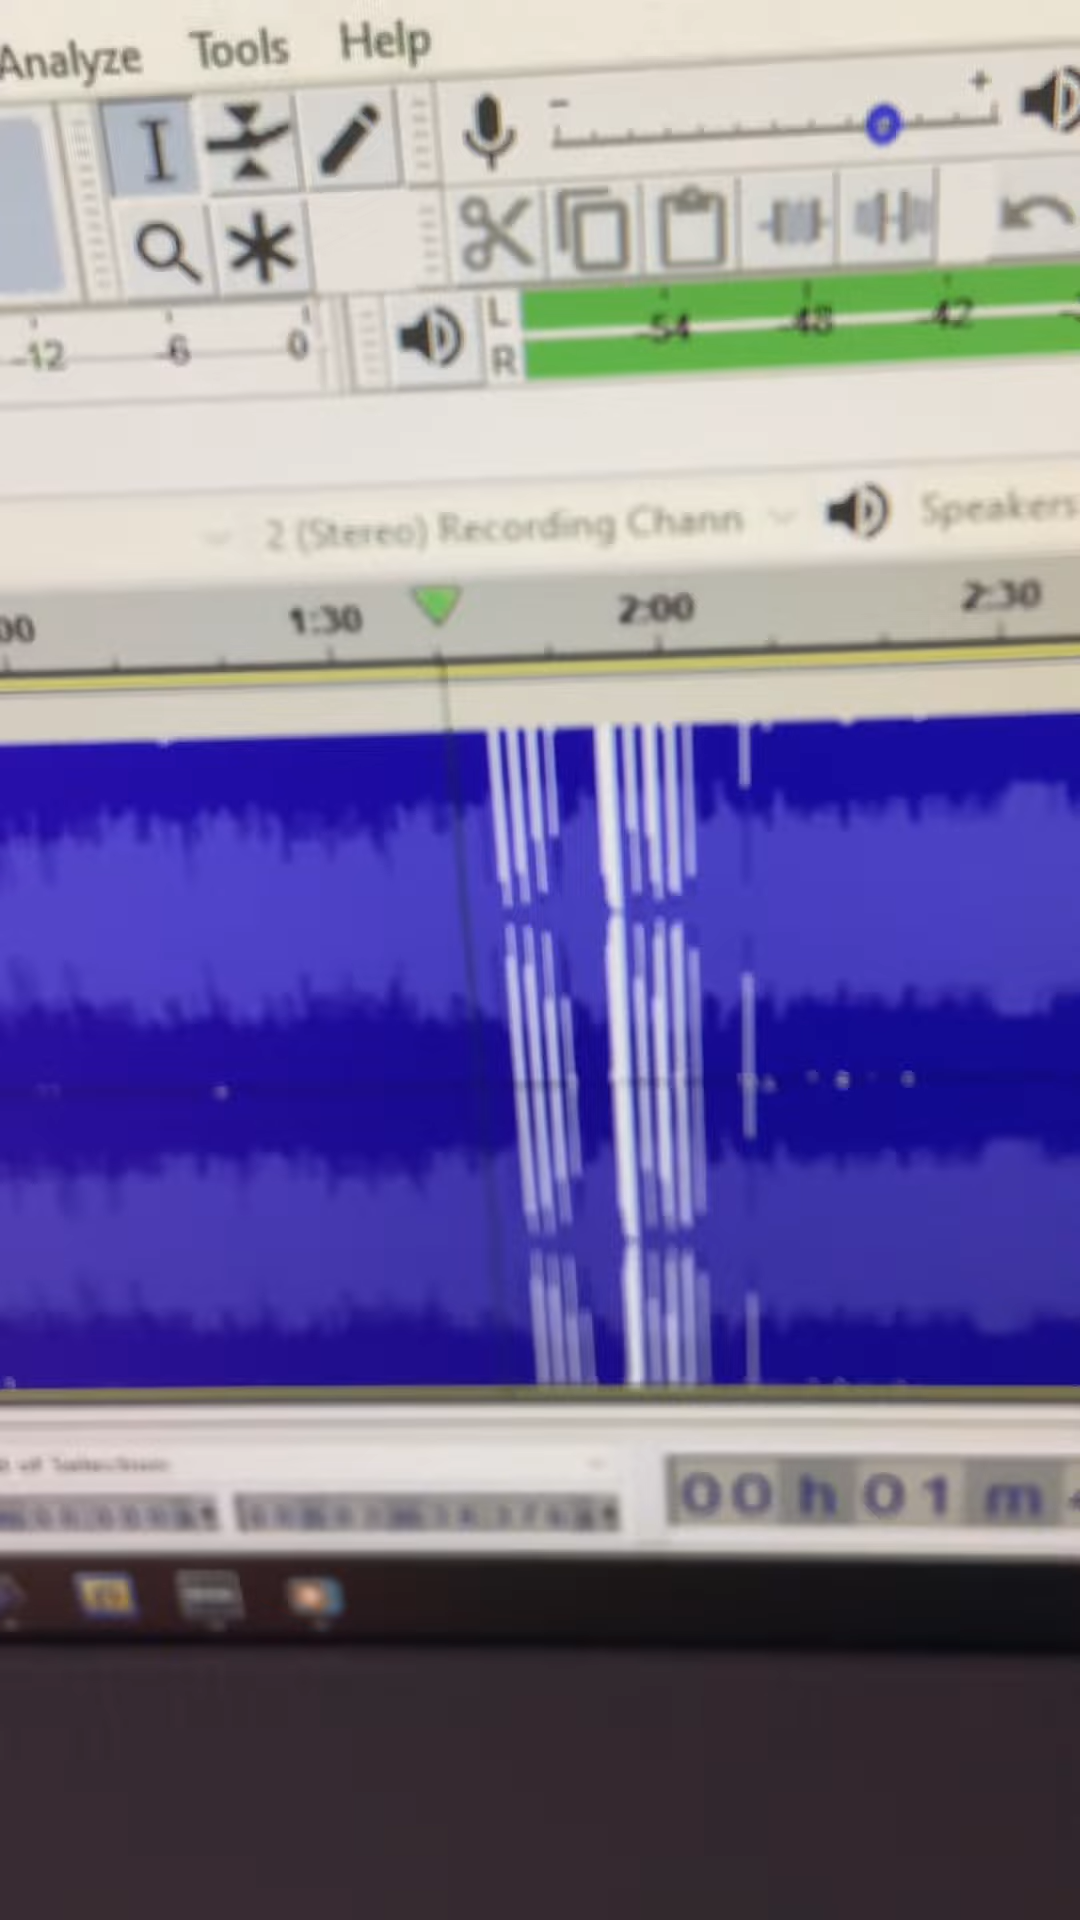 Analyze Tools Help
- +
L
-54 -48 -42
-12 -6 0
R
2 (Stereo) Recording Chann Speakers
00 1:30 2:00 2:30
00 h 01 m